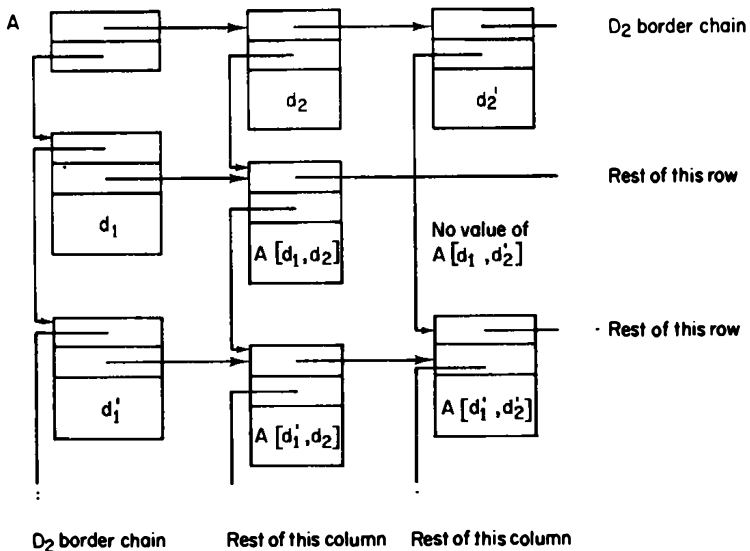 A
D₂ border chain
d₂
d₂'
Rest of this row
d₁
A [d₁,d₂]
No value of
A [d₁,d₂']
Rest of this row
d₁'
A [d₁',d₂]
A [d₁',d₂']
D₂ border chain
Rest of this column
Rest of this column